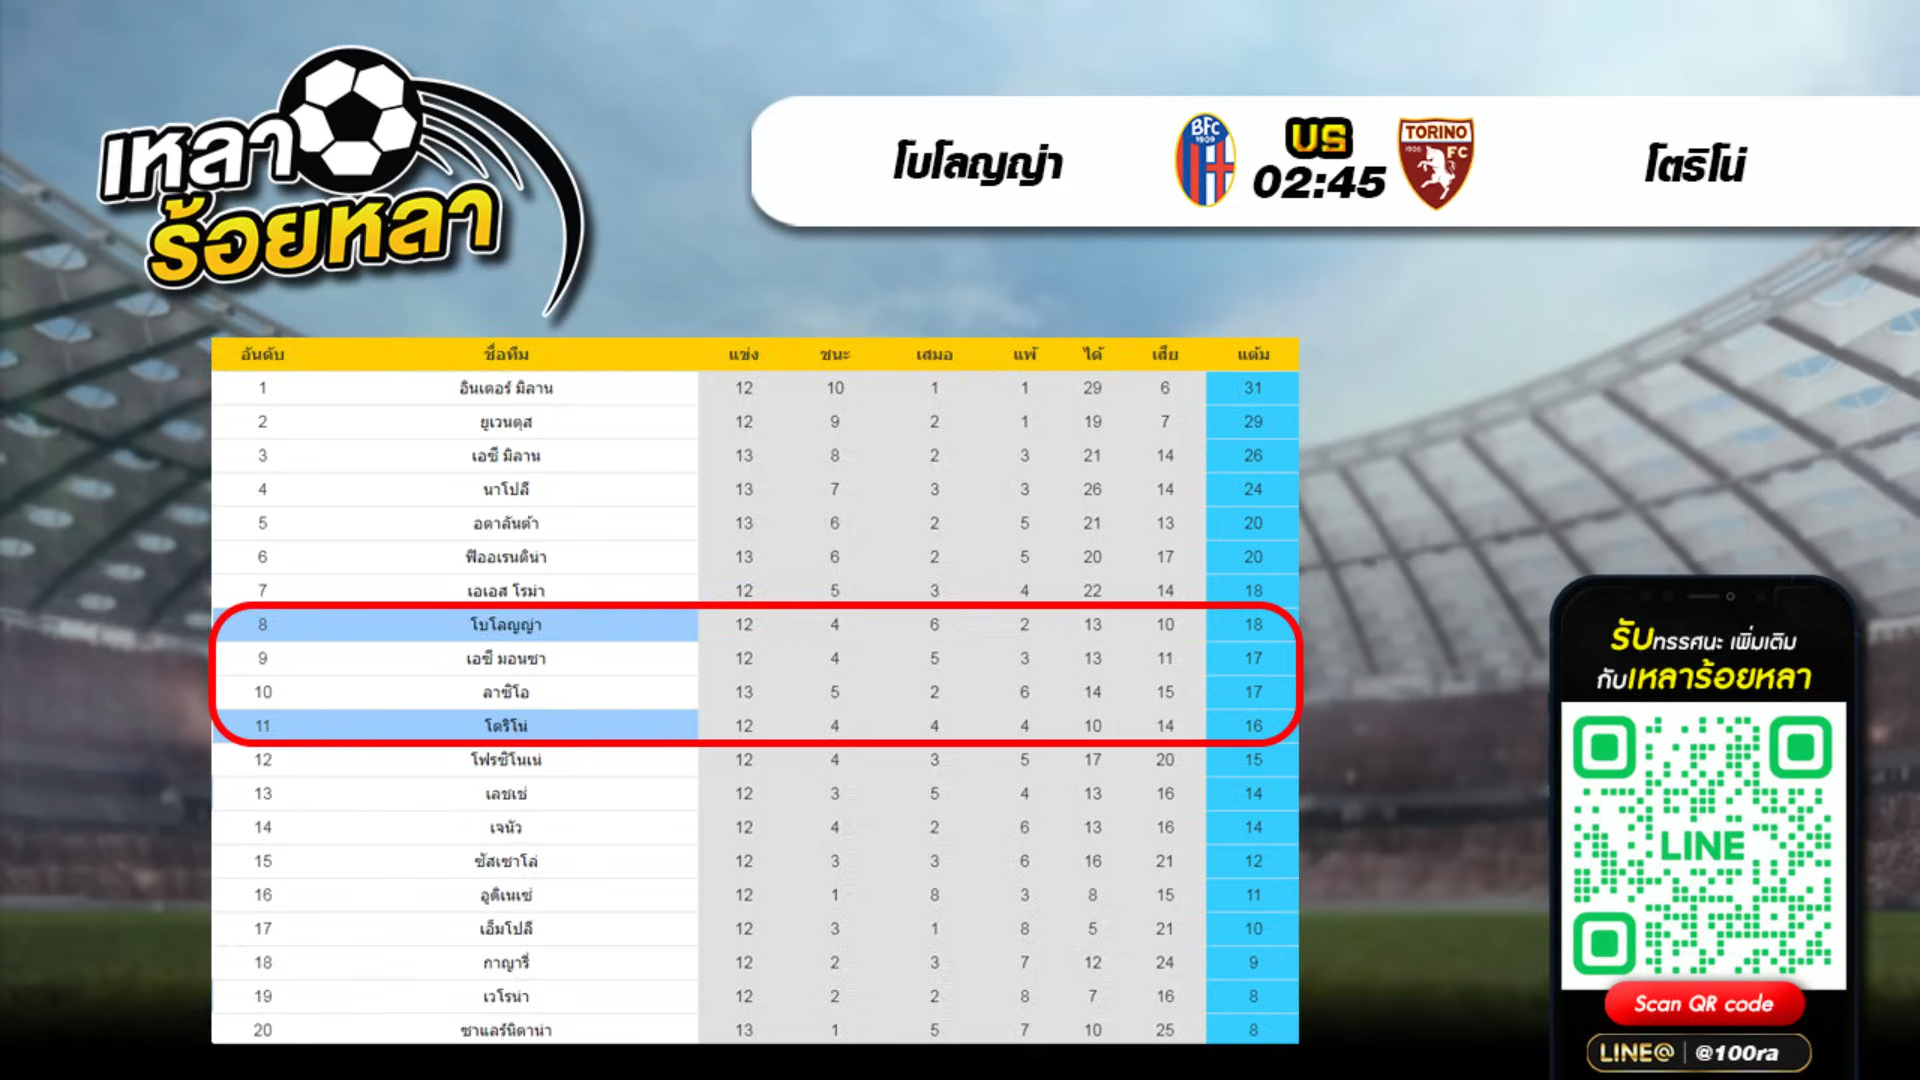 เหลา
ร้อยหลา
โบโลญญ่า
BFC
1909
US
02:45
TORINO
1906 FC
โตริโน่
อันดับ ชื่อทีม แข่ง ชนะ เสมอ แพ้ ได้ เสีย แต้ม
1 อินเตอร์ มิลาน 12 10 1 1 29 6 31
2 ยูเวนตุส 12 9 2 1 19 7 29
3 เอซี มิลาน 13 8 2 3 21 14 26
4 นาโปลี 13 7 3 3 26 14 24
5 อตาลันต้า 13 6 2 5 21 13 20
6 ฟิออเรนติน่า 13 6 2 5 20 17 20
7 เอเอส โรม่า 12 5 3 4 22 14 18
8 โบโลญญ่า 12 4 6 2 13 10 18
9 เอซี มอนซา 12 4 5 3 13 11 17
10 ลาซิโอ 13 5 2 6 14 15 17
11 โตริโน่ 12 4 4 4 10 14 16
12 โฟรซิโนเน่ 12 4 3 5 17 20 15
13 เลชเช่ 12 3 5 4 13 16 14
14 เจนัว 12 4 2 6 13 16 14
15 ซัสเซาโล่ 12 3 3 6 16 21 12
16 อูดิเนเซ่ 12 1 8 3 8 15 11
17 เอ็มโปลี 12 3 1 8 5 21 10
18 กาญารี่ 12 2 3 7 12 24 9
19 เวโรน่า 12 2 2 8 7 16 8
20 ซาแลร์นิตาน่า 13 1 5 7 10 25 8
รับทรรศนะ เพิ่มเติม
กับเหลาร้อยหลา
LINE
Scan QR code
LINE@ | @100ra